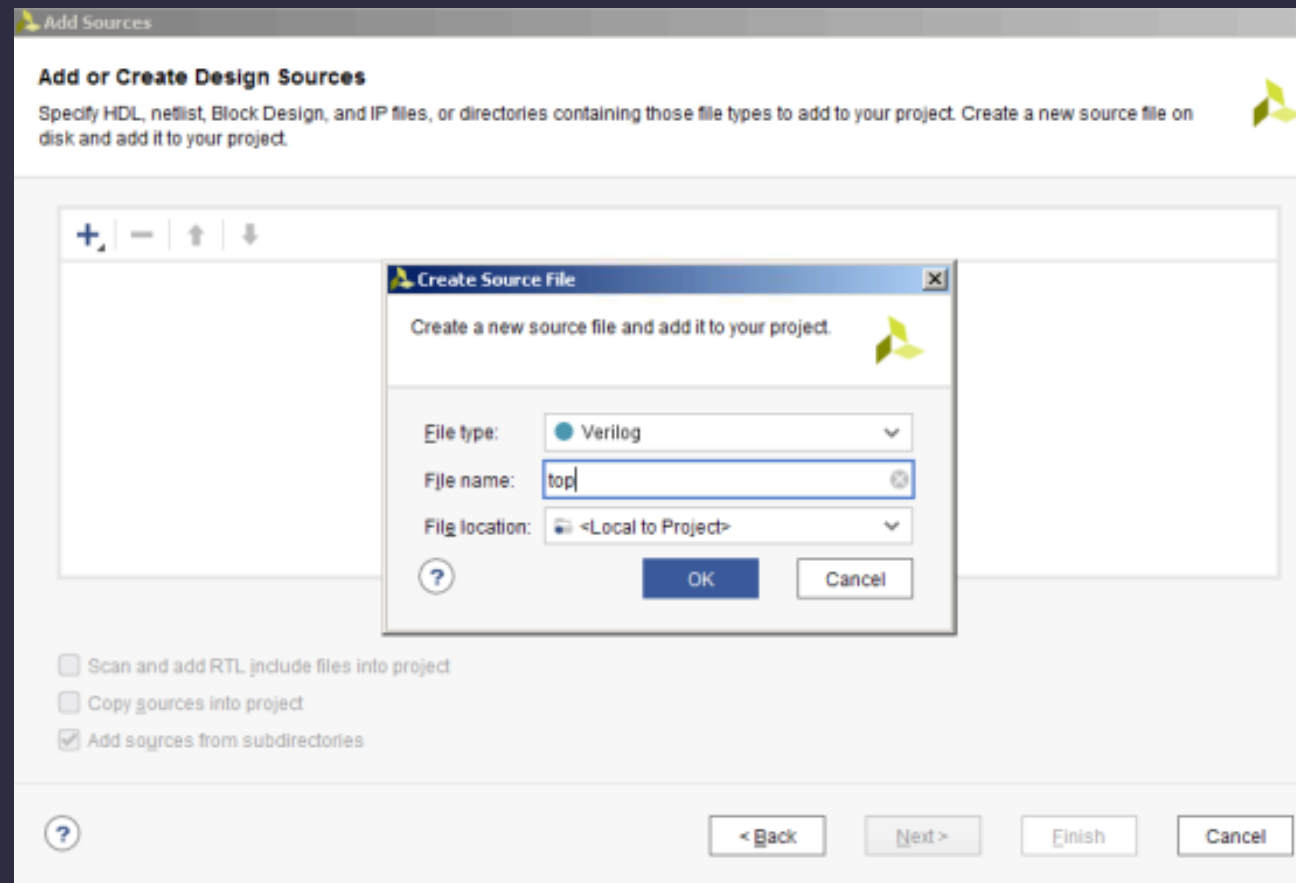 Add Sources
Add or Create Design Sources
Specify HDL, netlist, Block Design, and IP files, or directories containing those file types to add to your project. Create a new source file on
disk and add it to your project.
Create Source File
Create a new source file and add it to your project.
File type: Verilog
File name: top
File location: <Local to Project>
? OK Cancel
Scan and add RTL include files into project
Copy sources into project
Add sources from subdirectories
? < Back Next > Finish Cancel